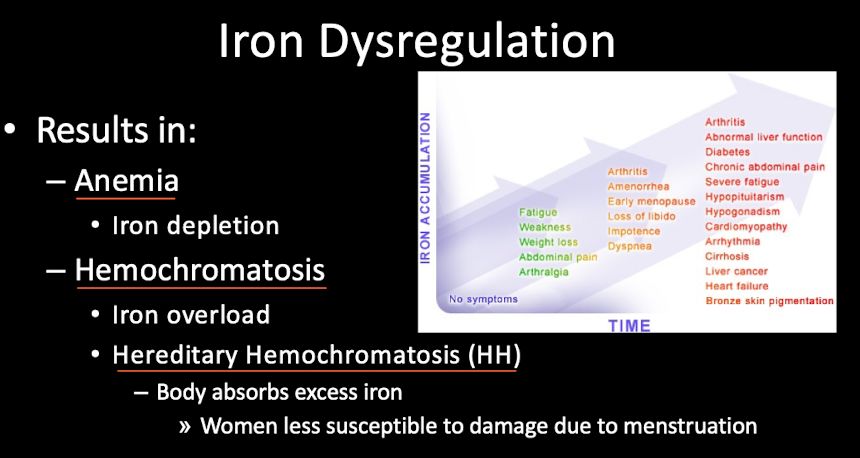 Iron Dysregulation
• Results in:
– Anemia
• Iron depletion
– Hemochromatosis
• Iron overload
• Hereditary Hemochromatosis (HH)
– Body absorbs excess iron
» Women less susceptible to damage due to menstruation
IRON ACCUMULATION
No symptoms
Fatigue
Weakness
Weight loss
Abdominal pain
Arthralgia
Arthritis
Amenorrhea
Early menopause
Loss of libido
Impotence
Dyspnea
Arthritis
Abnormal liver function
Diabetes
Chronic abdominal pain
Severe fatigue
Hypopituitarism
Hypogonadism
Cardiomyopathy
Arrhythmia
Cirrhosis
Liver cancer
Heart failure
Bronze skin pigmentation
TIME